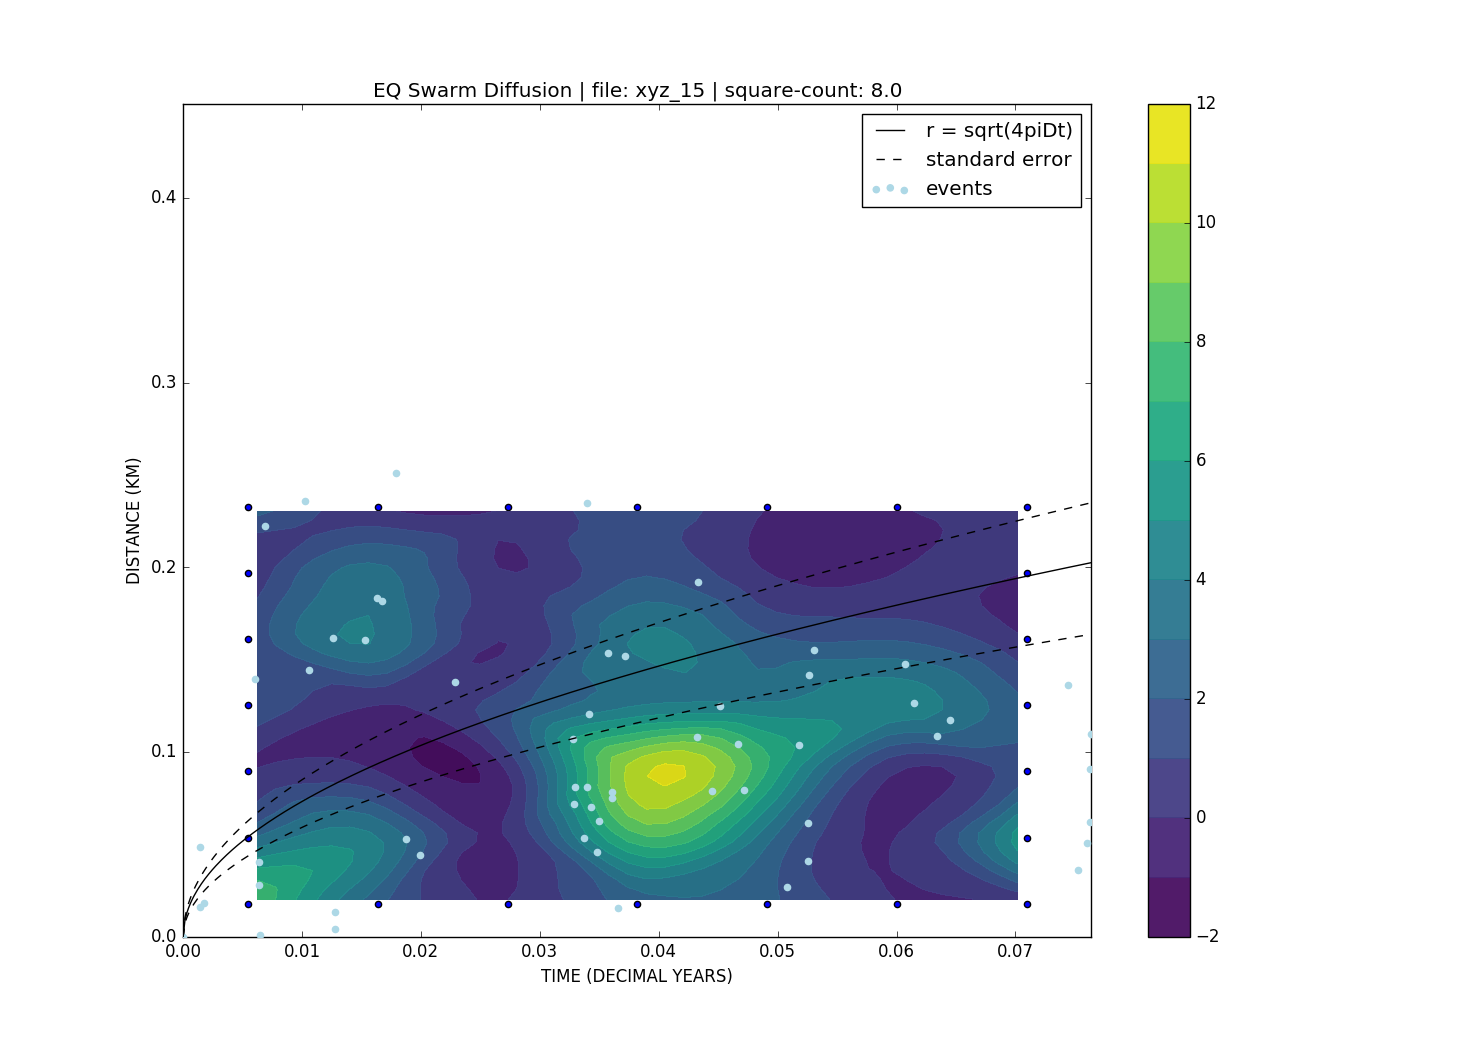 EQ Swarm Diffusion | file: xyz_15 | square-count: 8.0
r = sqrt(4piDt)
standard error
events
DISTANCE (KM)
0.4
0.3
0.2
0.1
0.0
0.00 0.01 0.02 0.03 0.04 0.05 0.06 0.07
TIME (DECIMAL YEARS)
12
10
8
6
4
2
0
−2